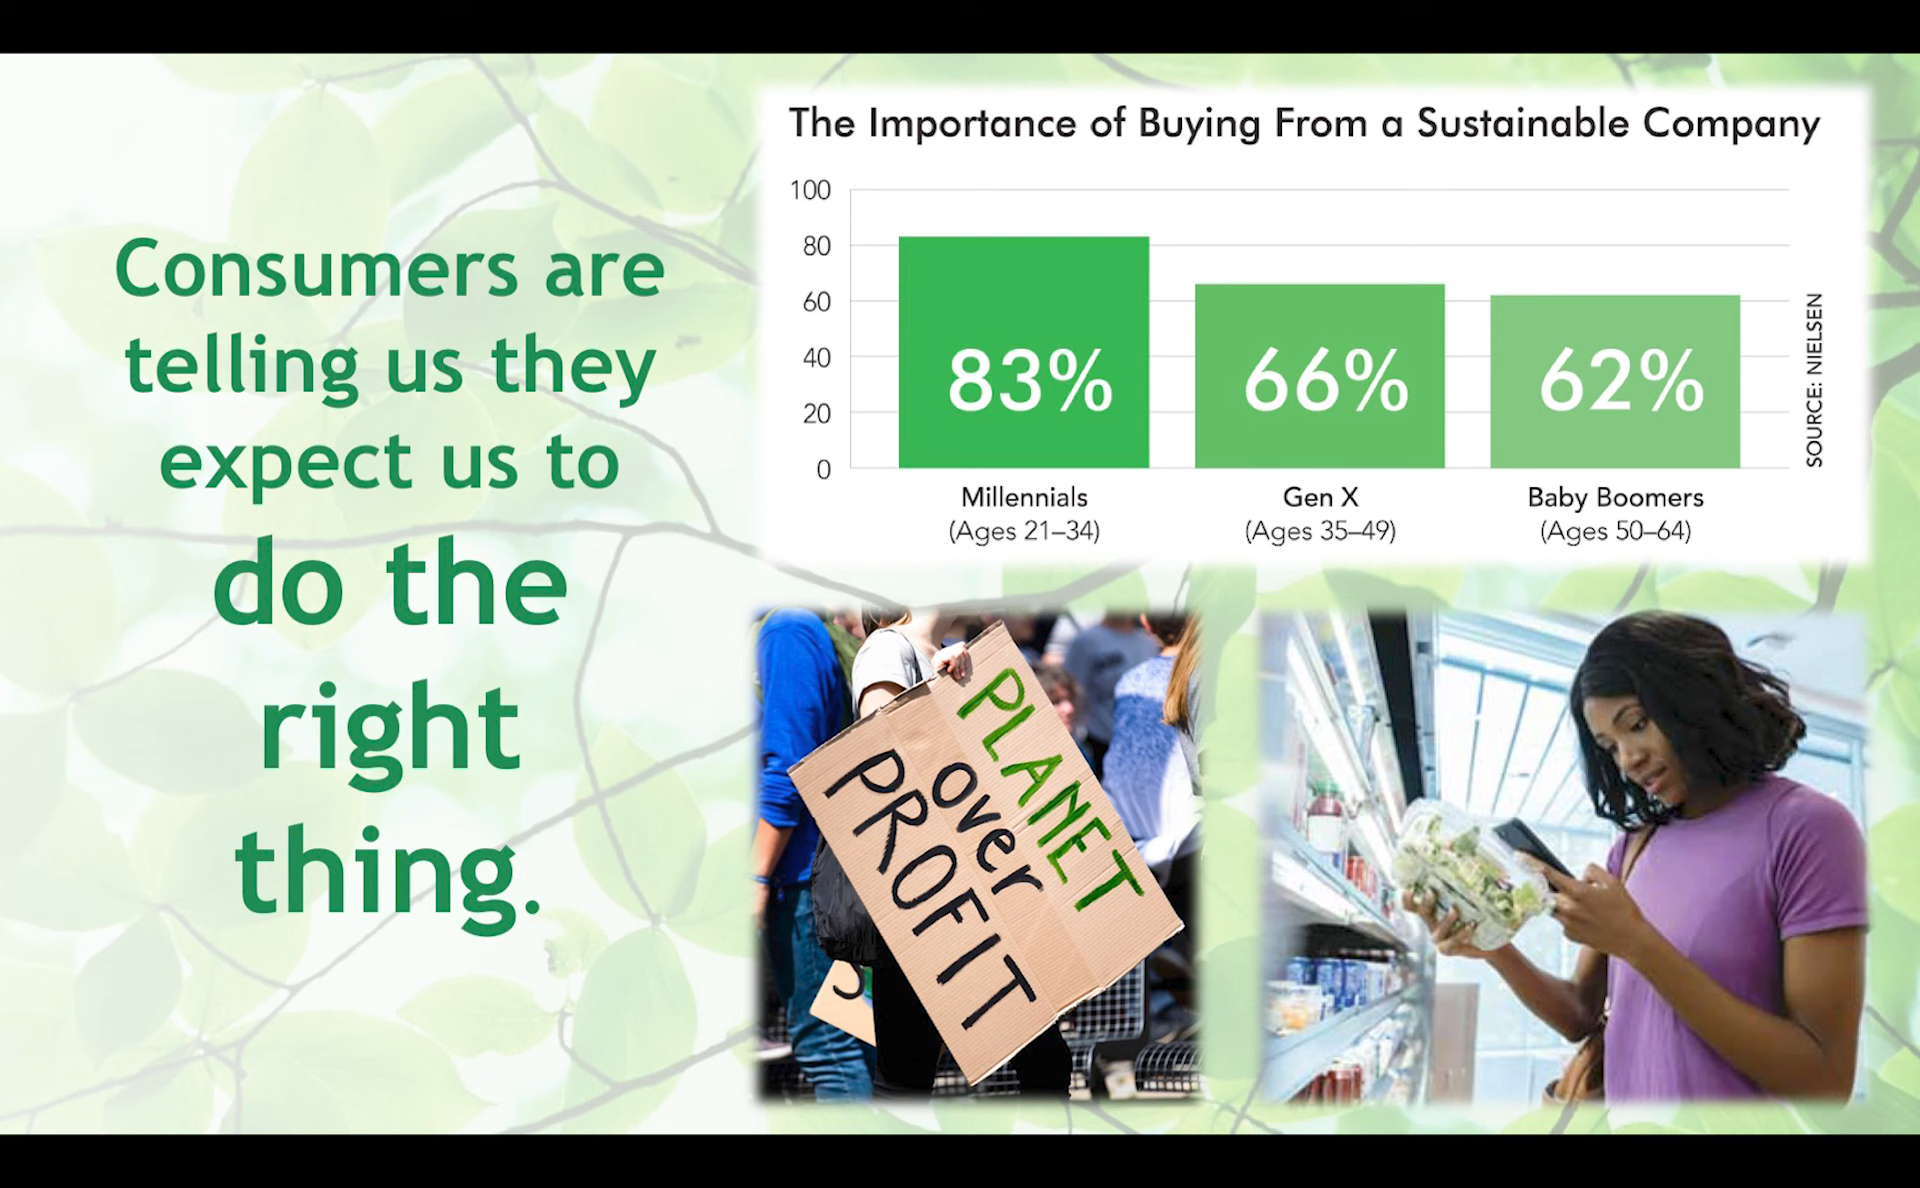 Consumers are
telling us they
expect us to
do the
right
thing.
The Importance of Buying From a Sustainable Company
100
80
60
40
20
0
83%
66%
62%
Millennials
(Ages 21–34)
Gen X
(Ages 35–49)
Baby Boomers
(Ages 50–64)
SOURCE: NIELSEN
PLANET
over
PROFIT